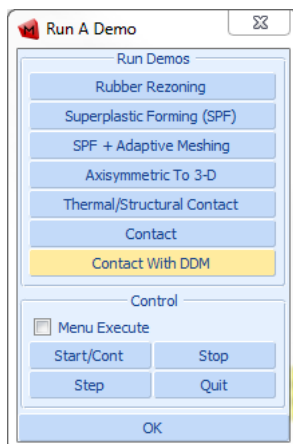 Run A Demo
Run Demos
Rubber Rezoning
Superplastic Forming (SPF)
SPF + Adaptive Meshing
Axisymmetric To 3-D
Thermal/Structural Contact
Contact
Contact With DDM
Control
Menu Execute
Start/Cont Stop
Step Quit
OK